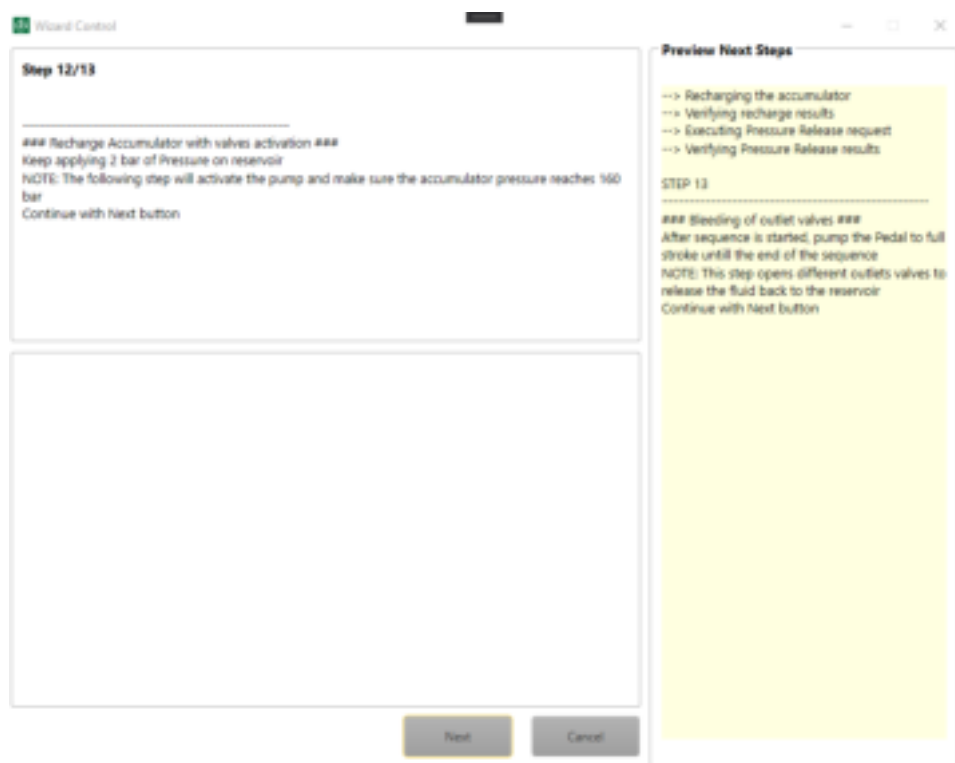 Wizard Control
Step 12/13
------------------------------------------------------------
### Recharge Accumulator with valves activation ###
Keep applying 2 bar of Pressure on reservoir
NOTE: The following step will activate the pump and make sure the accumulator pressure reaches 160
bar
Continue with Next button
Next
Cancel
Preview Next Steps
--> Recharging the accumulator
--> Verifying recharge results
--> Executing Pressure Release request
--> Verifying Pressure Release results
STEP 13
------------------------------------------------------------
### Bleeding of outlet valves ###
After sequence is started, pump the Pedal to full
stroke untill the end of the sequence
NOTE: This step opens different outlets valves to
release the fluid back to the reservoir
Continue with Next button